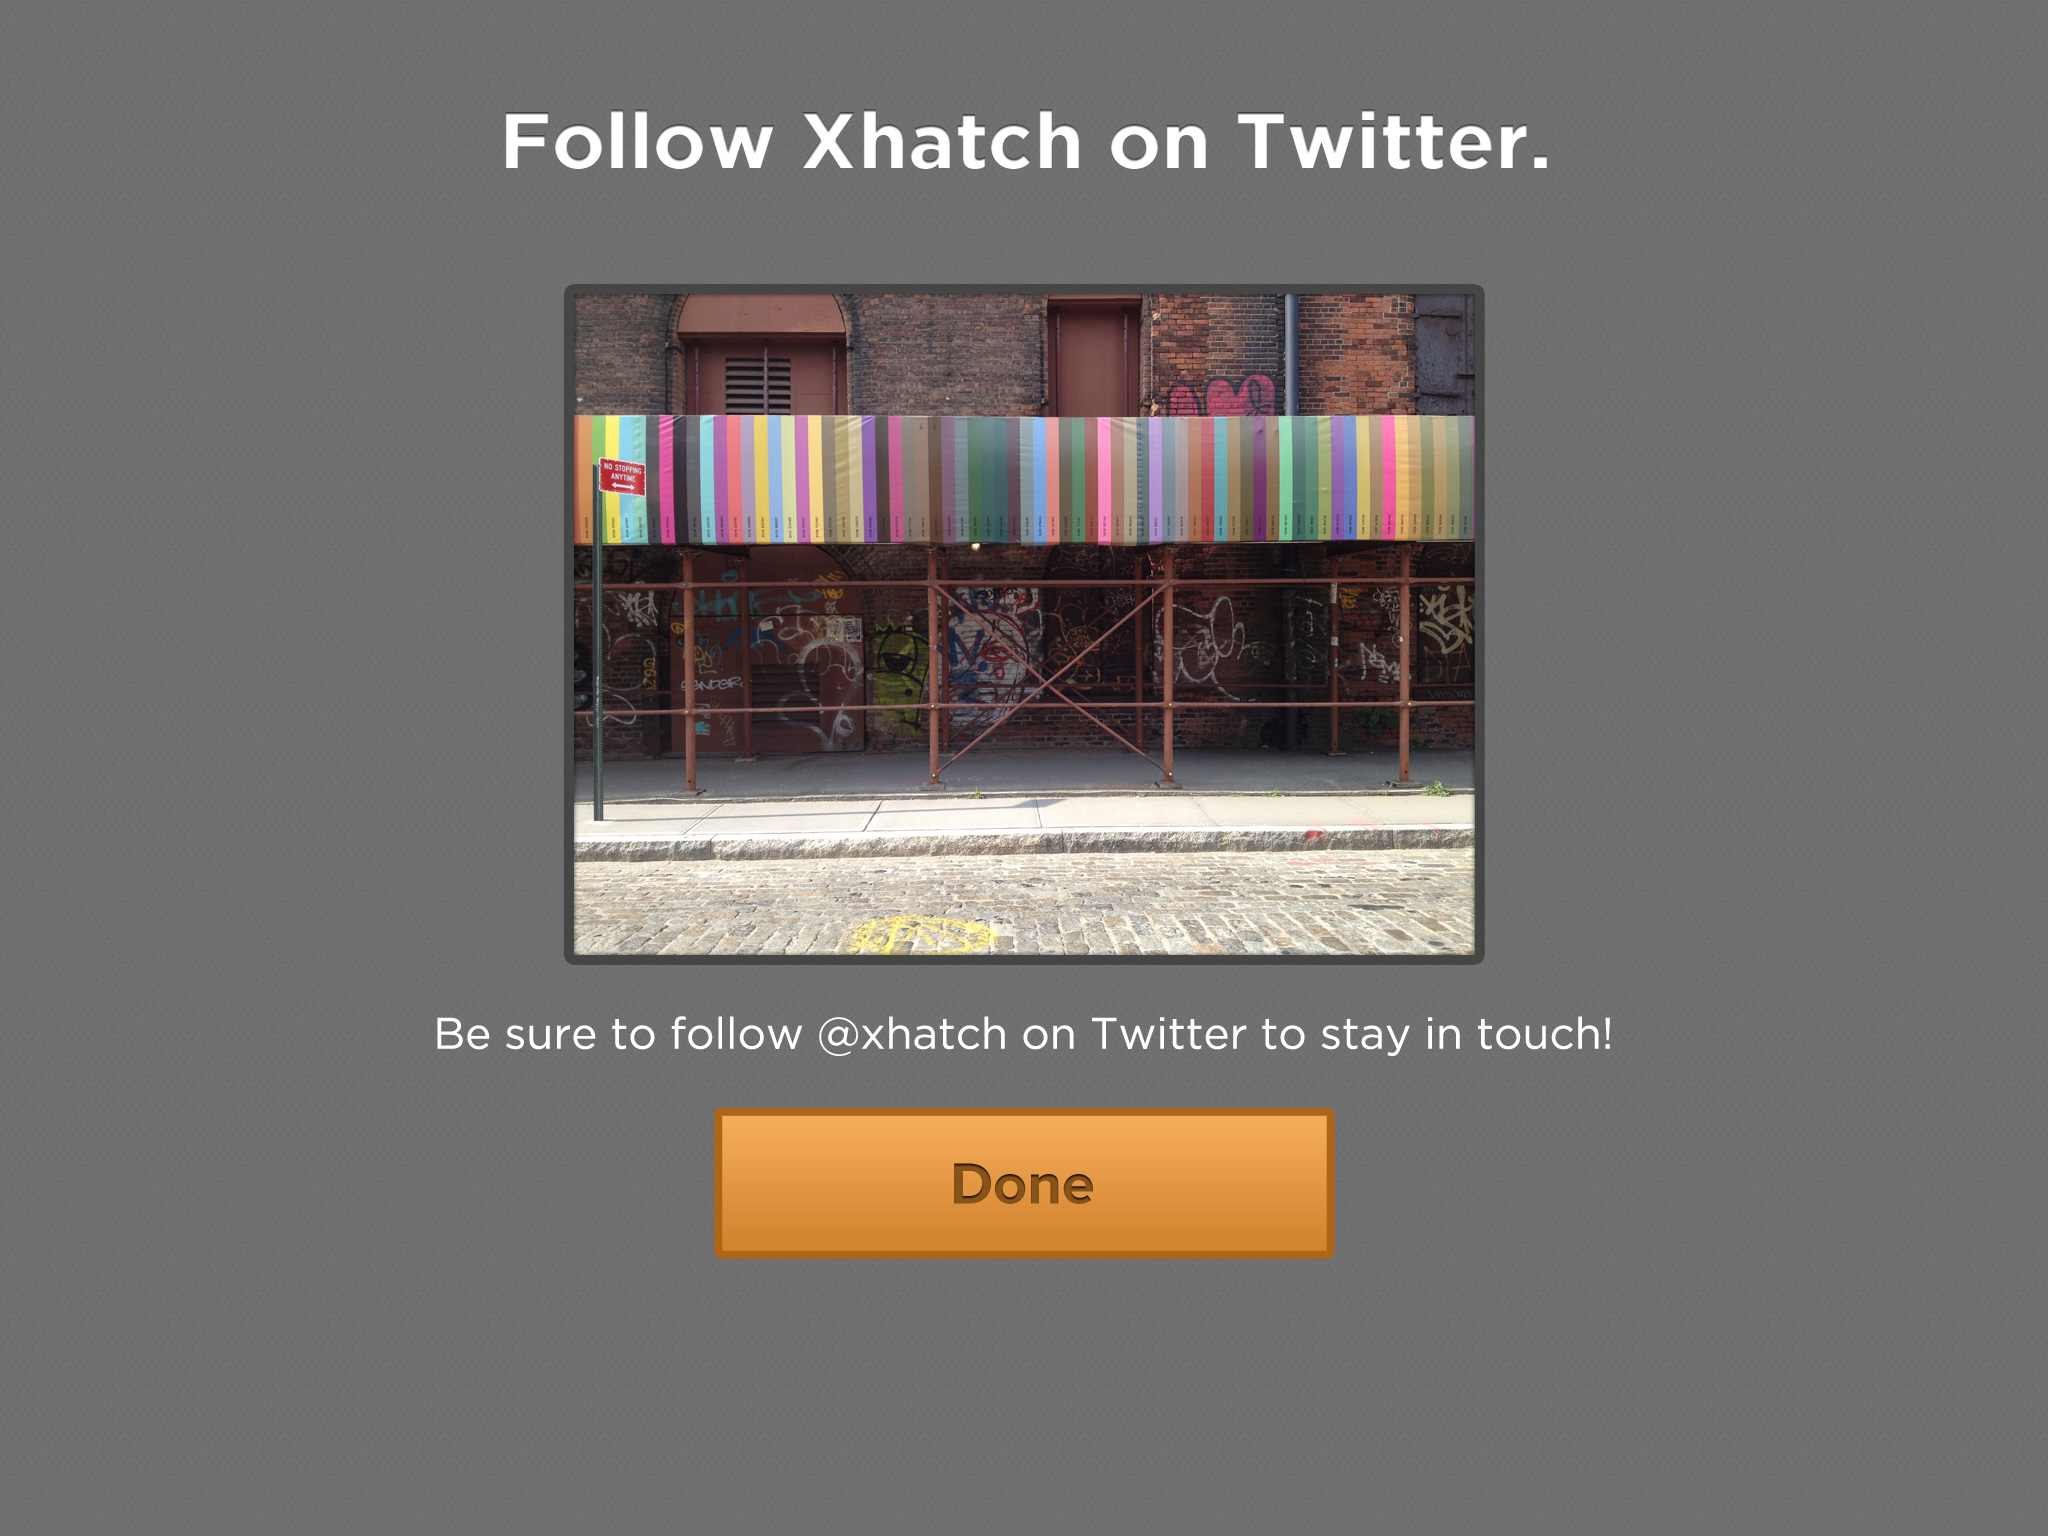 Follow Xhatch on Twitter.
NO STOPPING
ANYTIME
SENDER
Be sure to follow @xhatch on Twitter to stay in touch!
Done